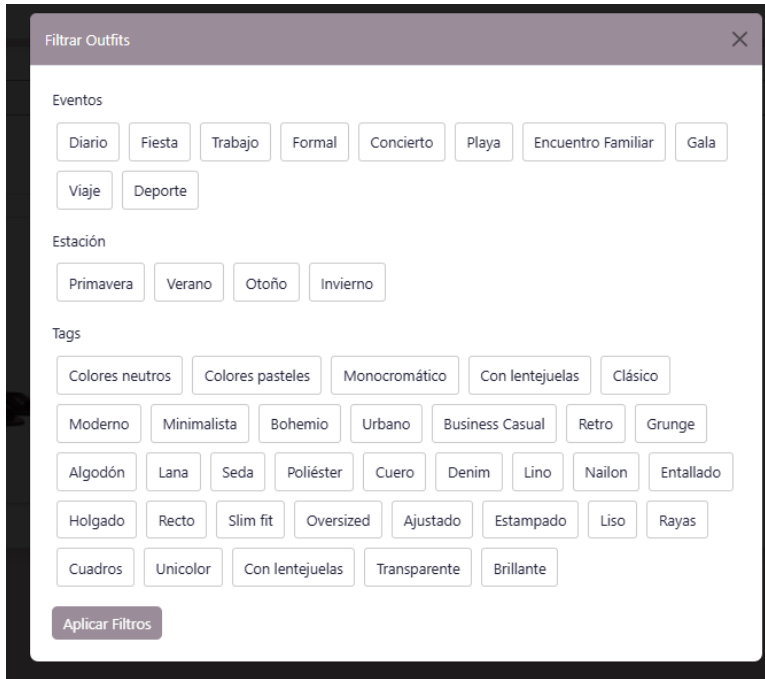 Filtrar Outfits
Eventos
Diario Fiesta Trabajo Formal Concierto Playa Encuentro Familiar Gala
Viaje Deporte
Estación
Primavera Verano Otoño Invierno
Tags
Colores neutros Colores pasteles Monocromático Con lentejuelas Clásico
Moderno Minimalista Bohemio Urbano Business Casual Retro Grunge
Algodón Lana Seda Poliéster Cuero Denim Lino Nailon Entallado
Holgado Recto Slim fit Oversized Ajustado Estampado Liso Rayas
Cuadros Unicolor Con lentejuelas Transparente Brillante
Aplicar Filtros